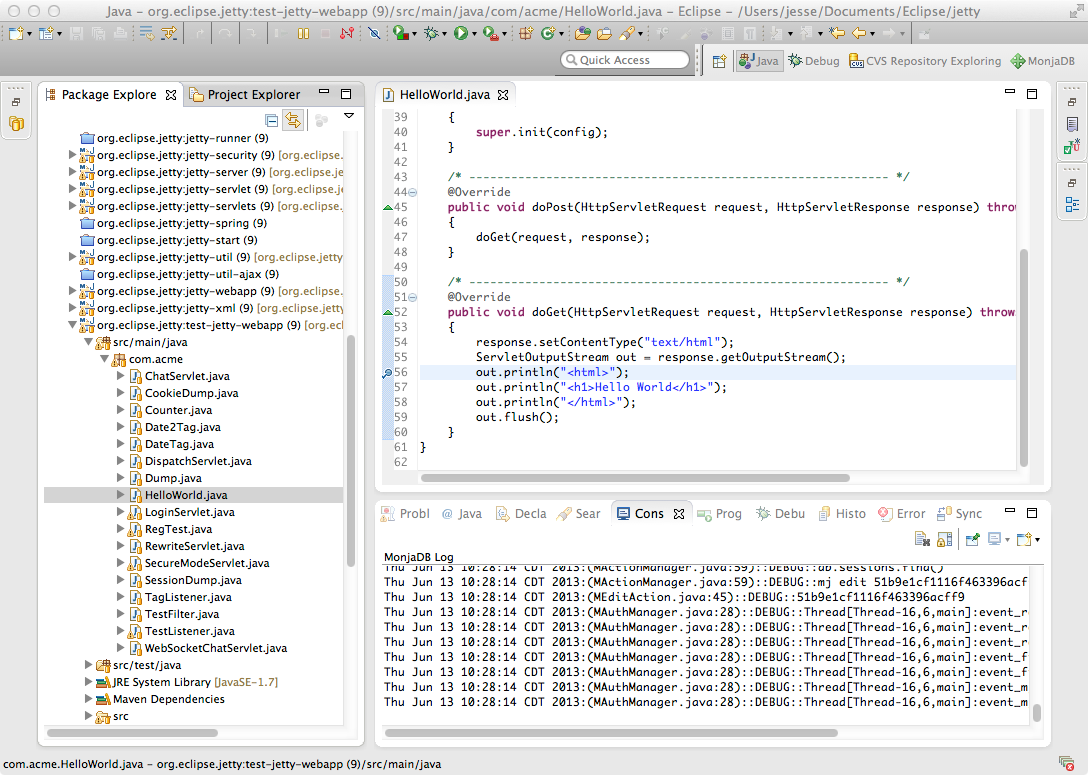 Java – org.eclipse.jetty:test-jetty-webapp (9)/src/main/java/com/acme/HelloWorld.java – Eclipse – /Users/jesse/Documents/Eclipse/jetty
Quick Access
Java
Debug
CVS Repository Exploring
MonjaDB
Package Explorer
Project Explorer
org.eclipse.jetty:jetty-runner (9)
org.eclipse.jetty:jetty-security (9) [org.eclipse.
org.eclipse.jetty:jetty-server (9) [org.eclipse.je
org.eclipse.jetty:jetty-servlet (9) [org.eclipse.je
org.eclipse.jetty:jetty-servlets (9) [org.eclipse.j
org.eclipse.jetty:jetty-spring (9)
org.eclipse.jetty:jetty-start (9)
org.eclipse.jetty:jetty-util (9) [org.eclipse.jetty
org.eclipse.jetty:jetty-util-ajax (9)
org.eclipse.jetty:jetty-webapp (9) [org.eclipse.
org.eclipse.jetty:jetty-xml (9) [org.eclipse.jetty
org.eclipse.jetty:test-jetty-webapp (9) [org.ecl
src/main/java
com.acme
ChatServlet.java
CookieDump.java
Counter.java
Date2Tag.java
DateTag.java
DispatchServlet.java
Dump.java
HelloWorld.java
LoginServlet.java
RegTest.java
RewriteServlet.java
SecureModeServlet.java
SessionDump.java
TagListener.java
TestFilter.java
TestListener.java
WebSocketChatServlet.java
src/test/java
JRE System Library [JavaSE-1.7]
Maven Dependencies
src
HelloWorld.java
39 {
40 super.init(config);
41 }
42
43 /* ------------------------------------------------------------ */
44 @Override
45 public void doPost(HttpServletRequest request, HttpServletResponse response) throw
46 {
47 doGet(request, response);
48 }
49
50 /* ------------------------------------------------------------ */
51 @Override
52 public void doGet(HttpServletRequest request, HttpServletResponse response) throw
53 {
54 response.setContentType("text/html");
55 ServletOutputStream out = response.getOutputStream();
56 out.println("<html>");
57 out.println("<h1>Hello World</h1>");
58 out.println("</html>");
59 out.flush();
60 }
61 }
62
Probl
Java
Decla
Sear
Cons
Prog
Debu
Histo
Error
Sync
MonjaDB Log
Thu Jun 13 10:28:14 CDT 2013:(MActionManager.java:59)::DEBUG::db.sessions.find()
Thu Jun 13 10:28:14 CDT 2013:(MActionManager.java:59)::DEBUG::mj edit 51b9e1cf1116f463396acf
Thu Jun 13 10:28:14 CDT 2013:(MEditAction.java:45)::DEBUG::51b9e1cf1116f463396acff9
Thu Jun 13 10:28:14 CDT 2013:(MAuthManager.java:28)::DEBUG::Thread[Thread-16,6,main]:event_r
Thu Jun 13 10:28:14 CDT 2013:(MAuthManager.java:28)::DEBUG::Thread[Thread-16,6,main]:event_r
Thu Jun 13 10:28:14 CDT 2013:(MAuthManager.java:28)::DEBUG::Thread[Thread-16,6,main]:event_r
Thu Jun 13 10:28:14 CDT 2013:(MAuthManager.java:28)::DEBUG::Thread[Thread-16,6,main]:event_f
Thu Jun 13 10:28:14 CDT 2013:(MAuthManager.java:28)::DEBUG::Thread[Thread-16,6,main]:event_f
Thu Jun 13 10:28:14 CDT 2013:(MAuthManager.java:28)::DEBUG::Thread[Thread-16,6,main]:event_m
Thu Jun 13 10:28:14 CDT 2013:(MAuthManager.java:28)::DEBUG::Thread[Thread-16,6,main]:event_m
com.acme.HelloWorld.java – org.eclipse.jetty:test-jetty-webapp (9)/src/main/java